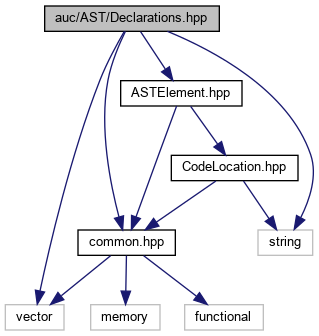 auc/AST/Declarations.hpp
ASTElement.hpp
CodeLocation.hpp
common.hpp
string
vector
memory
functional